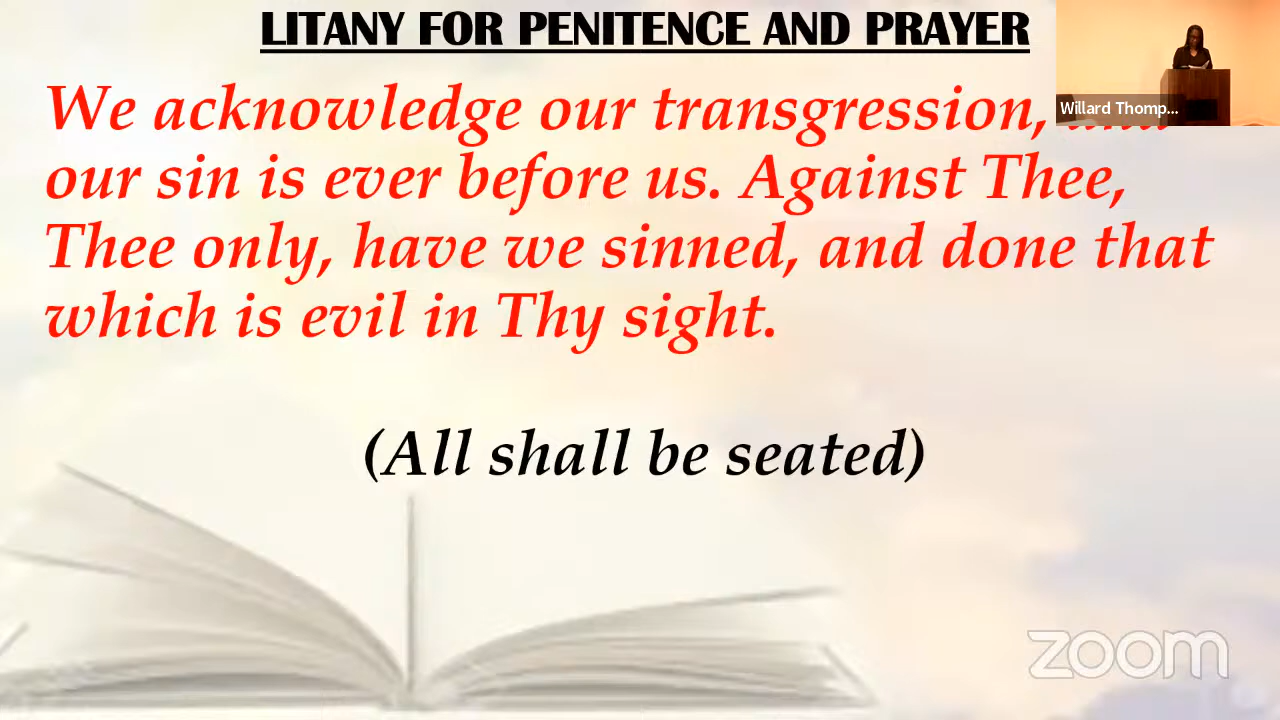 LITANY FOR PENITENCE AND PRAYER
We acknowledge our transgression,
our sin is ever before us. Against Thee,
Thee only, have we sinned, and done that
which is evil in Thy sight.
(All shall be seated)
Willard Thomp...
zoom